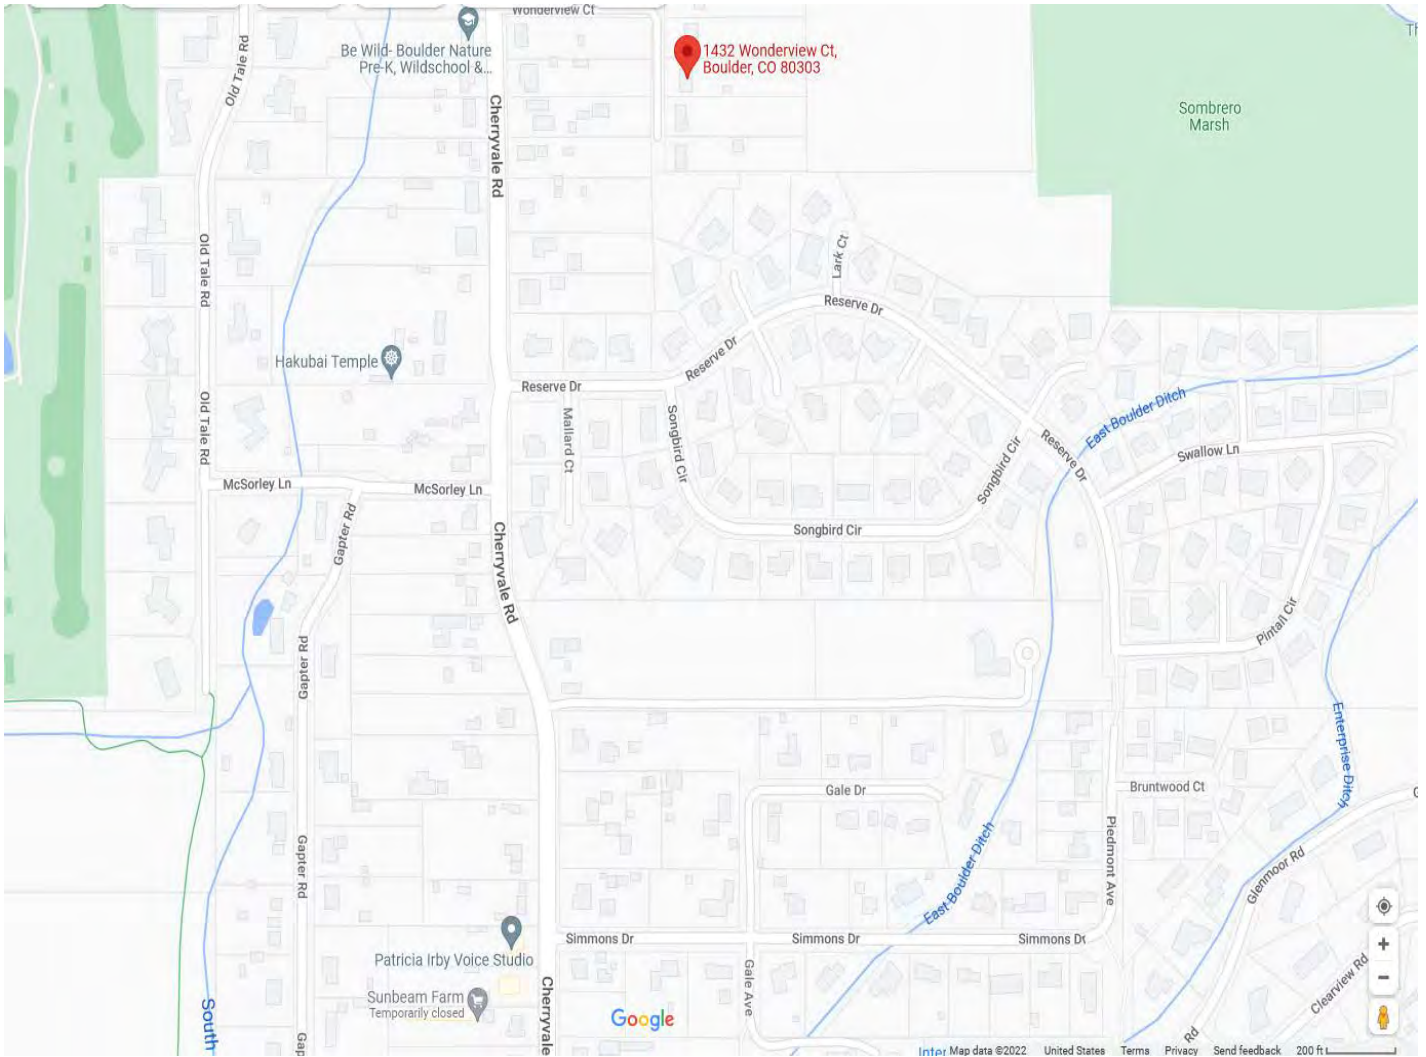 Wonderview Ct
Old Tale Rd
Be Wild- Boulder Nature
Pre-K, Wildschool &...
1432 Wonderview Ct,
Boulder, CO 80303
Cherryvale Rd
Sombrero
Marsh
Old Tale Rd
Lark Ct
Reserve Dr
Reserve Dr
Hakubai Temple
Reserve Dr
Old Tale Rd
Mallard Ct
Songbird Cir
East Boulder Ditch
Reserve Dr
Songbird Cir
Swallow Ln
McSorley Ln
McSorley Ln
Gapter Rd
Songbird Cir
Cherryvale Rd
Pintail Cir
Gapter Rd
Enterprise Ditch
Gale Dr
Bruntwood Ct
Piedmont Ave
East Boulder Ditch
Gapter Rd
Glenmoor Rd
Simmons Dr
Simmons Dr
Simmons Dr
Patricia Irby Voice Studio
Gale Ave
Sunbeam Farm
Temporarily closed
Cherryvale
Clearview Rd
South
Google
Rd
Map data ©2022 United States Terms Privacy Send feedback 200 ft